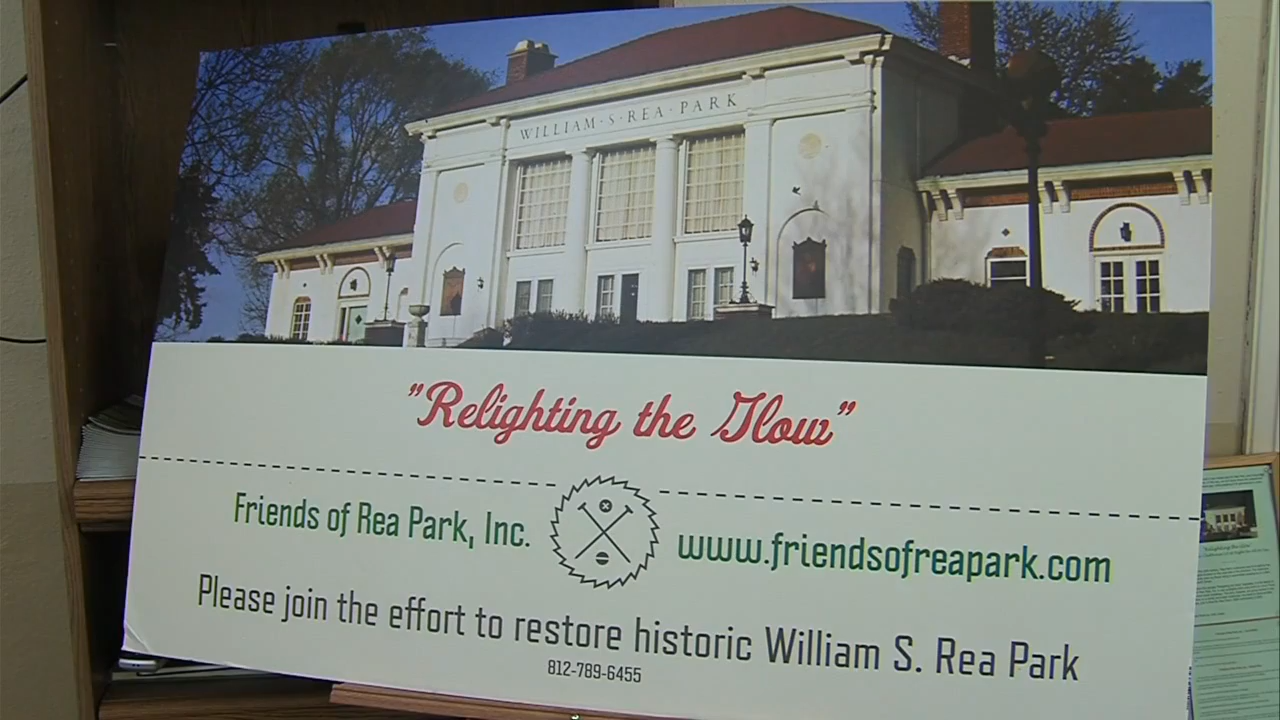 WILLIAM·S·REA·PARK
"Relighting the Glow"
Friends of Rea Park, Inc.
www.friendsofreapark.com
Please join the effort to restore historic William S. Rea Park
812-789-6455